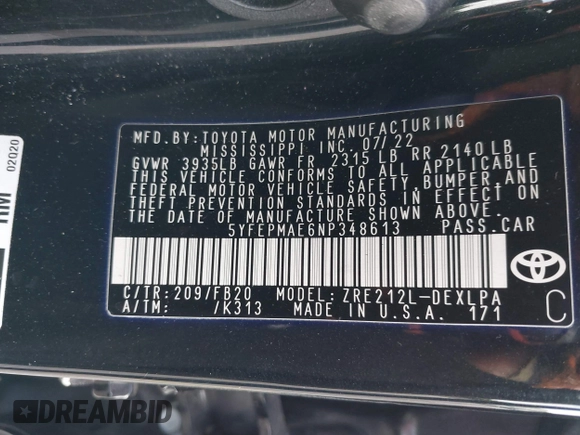 MFD.BY:TOYOTA MOTOR MANUFACTURING
MISSISSIPPI INC. 07/22
GVWR 3935LB GAWR FR 2315 LB RR 2140 LB
THIS VEHICLE CONFORMS TO ALL APPLICABLE
FEDERAL MOTOR VEHICLE SAFETY, BUMPER, AND
THEFT PREVENTION STANDARDS IN EFFECT ON
THE DATE OF MANUFACTURE SHOWN ABOVE.
5YFEPMAE6NP348613 PASS.CAR
C/TR:209/FB20 MODEL:ZRE212L-DEXLPA
A/TM: /K313 MADE IN U.S.A. 171
C
02020
DREAMBID